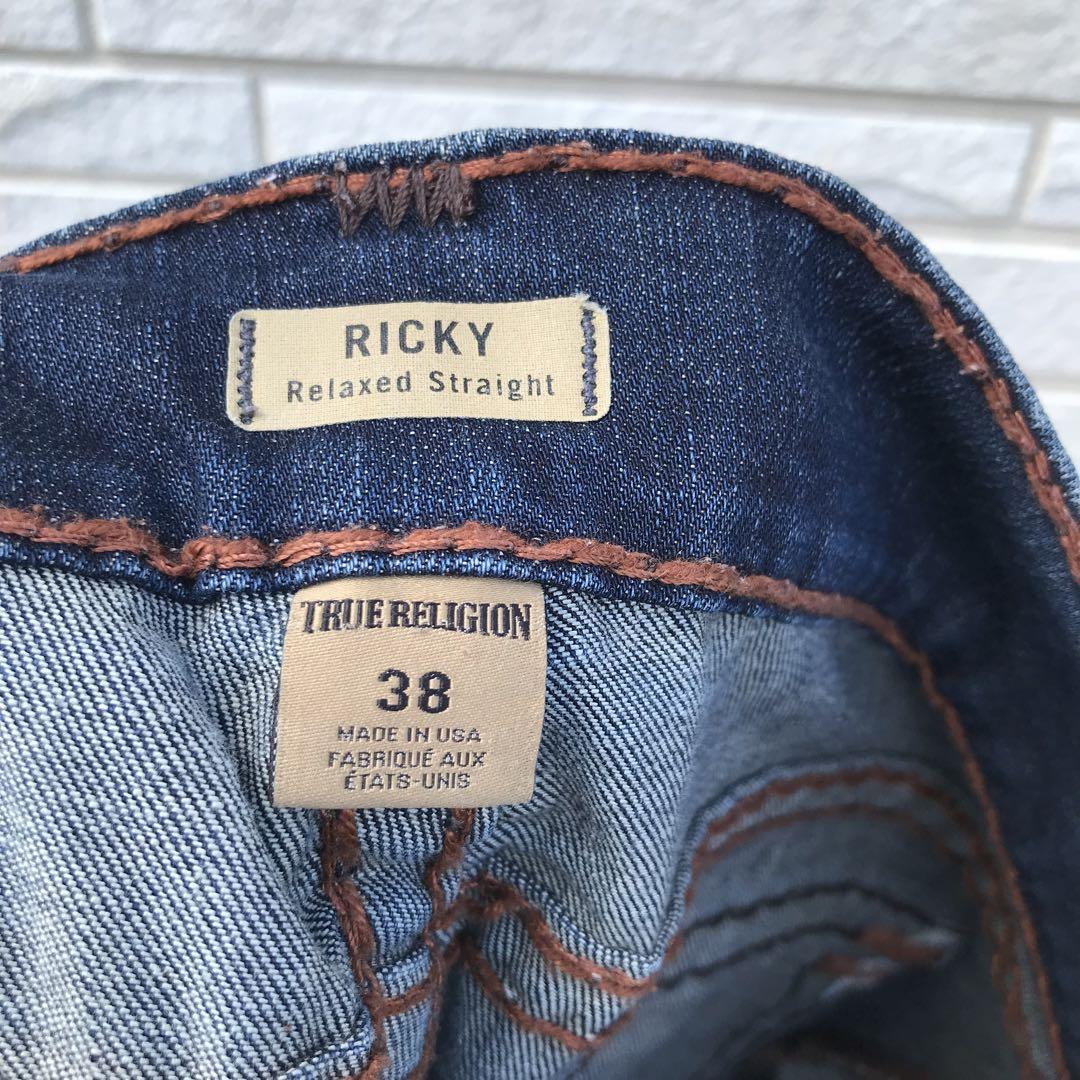 RICKY
Relaxed Straight
TRUE RELIGION
38
MADE IN USA
FABRIQUÉ AUX
ÉTATS-UNIS